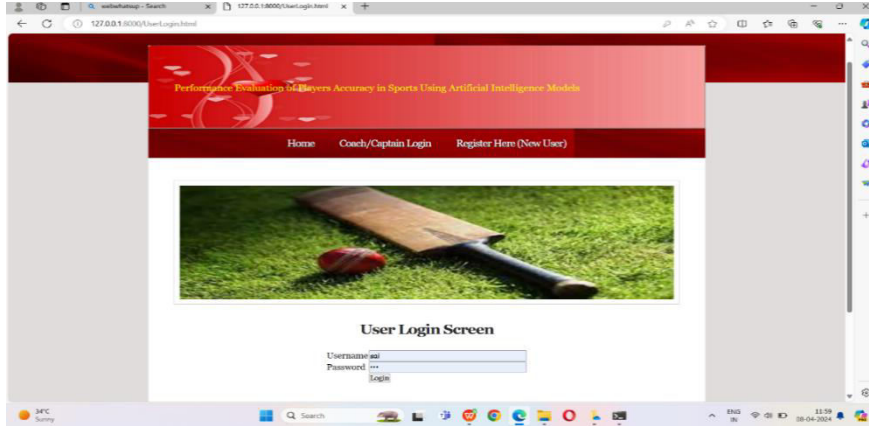 webwhatsup - Search
127.0.0.1:8000/UserLogin.html
127.0.0.1:8000/UserLogin.html
Performance Evaluation of Players Accuracy in Sports Using Artificial Intelligence Models
Home Coach/Captain Login Register Here (New User)
User Login Screen
Username sai
Password •••
Login
34°C
Sunny
Search
ENG
IN
11:59
08-04-2024